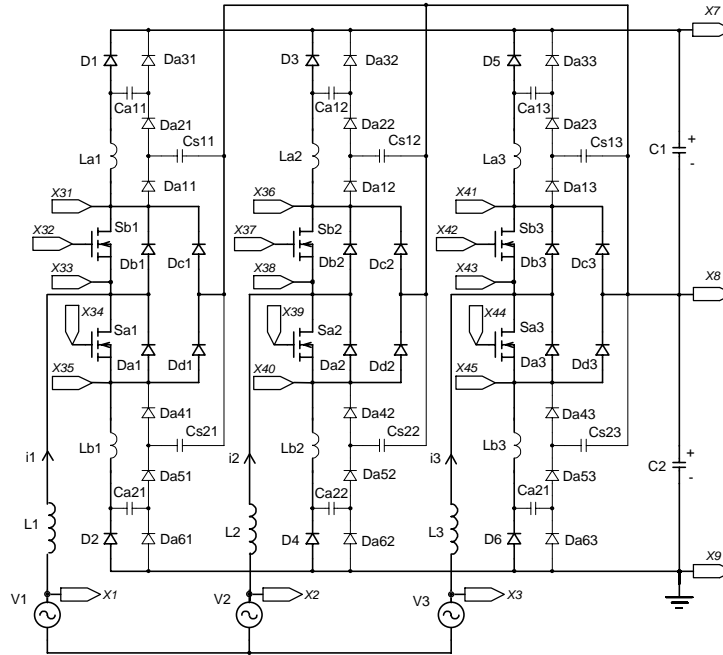 X7
D1 Da31 D3 Da32 D5 Da33
Ca11 Ca12 Ca13
Da21 Da22 Da23
Cs11 Cs12 Cs13
La1 La2 La3 C1 + -
Da11 Da12 Da13
X31 X36 X41
Sb1 Sb2 Sb3
X32 X37 X42
Db1 Dc1 Db2 Dc2 Db3 Dc3
X33 X38 X43 X8
X34 X39 X44
Sa1 Sa2 Sa3
Da1 Dd1 Da2 Dd2 Da3 Dd3
X35 X40 X45
Da41 Da42 Da43
Cs21 Cs22 Cs23
Lb1 Lb2 Lb3
i1 i2 i3
Da51 Da52 Da53 C2 + -
Ca21 Ca22 Ca21
L1 L2 L3
D2 Da61 D4 Da62 D6 Da63
X9
V1 X1 V2 X2 V3 X3